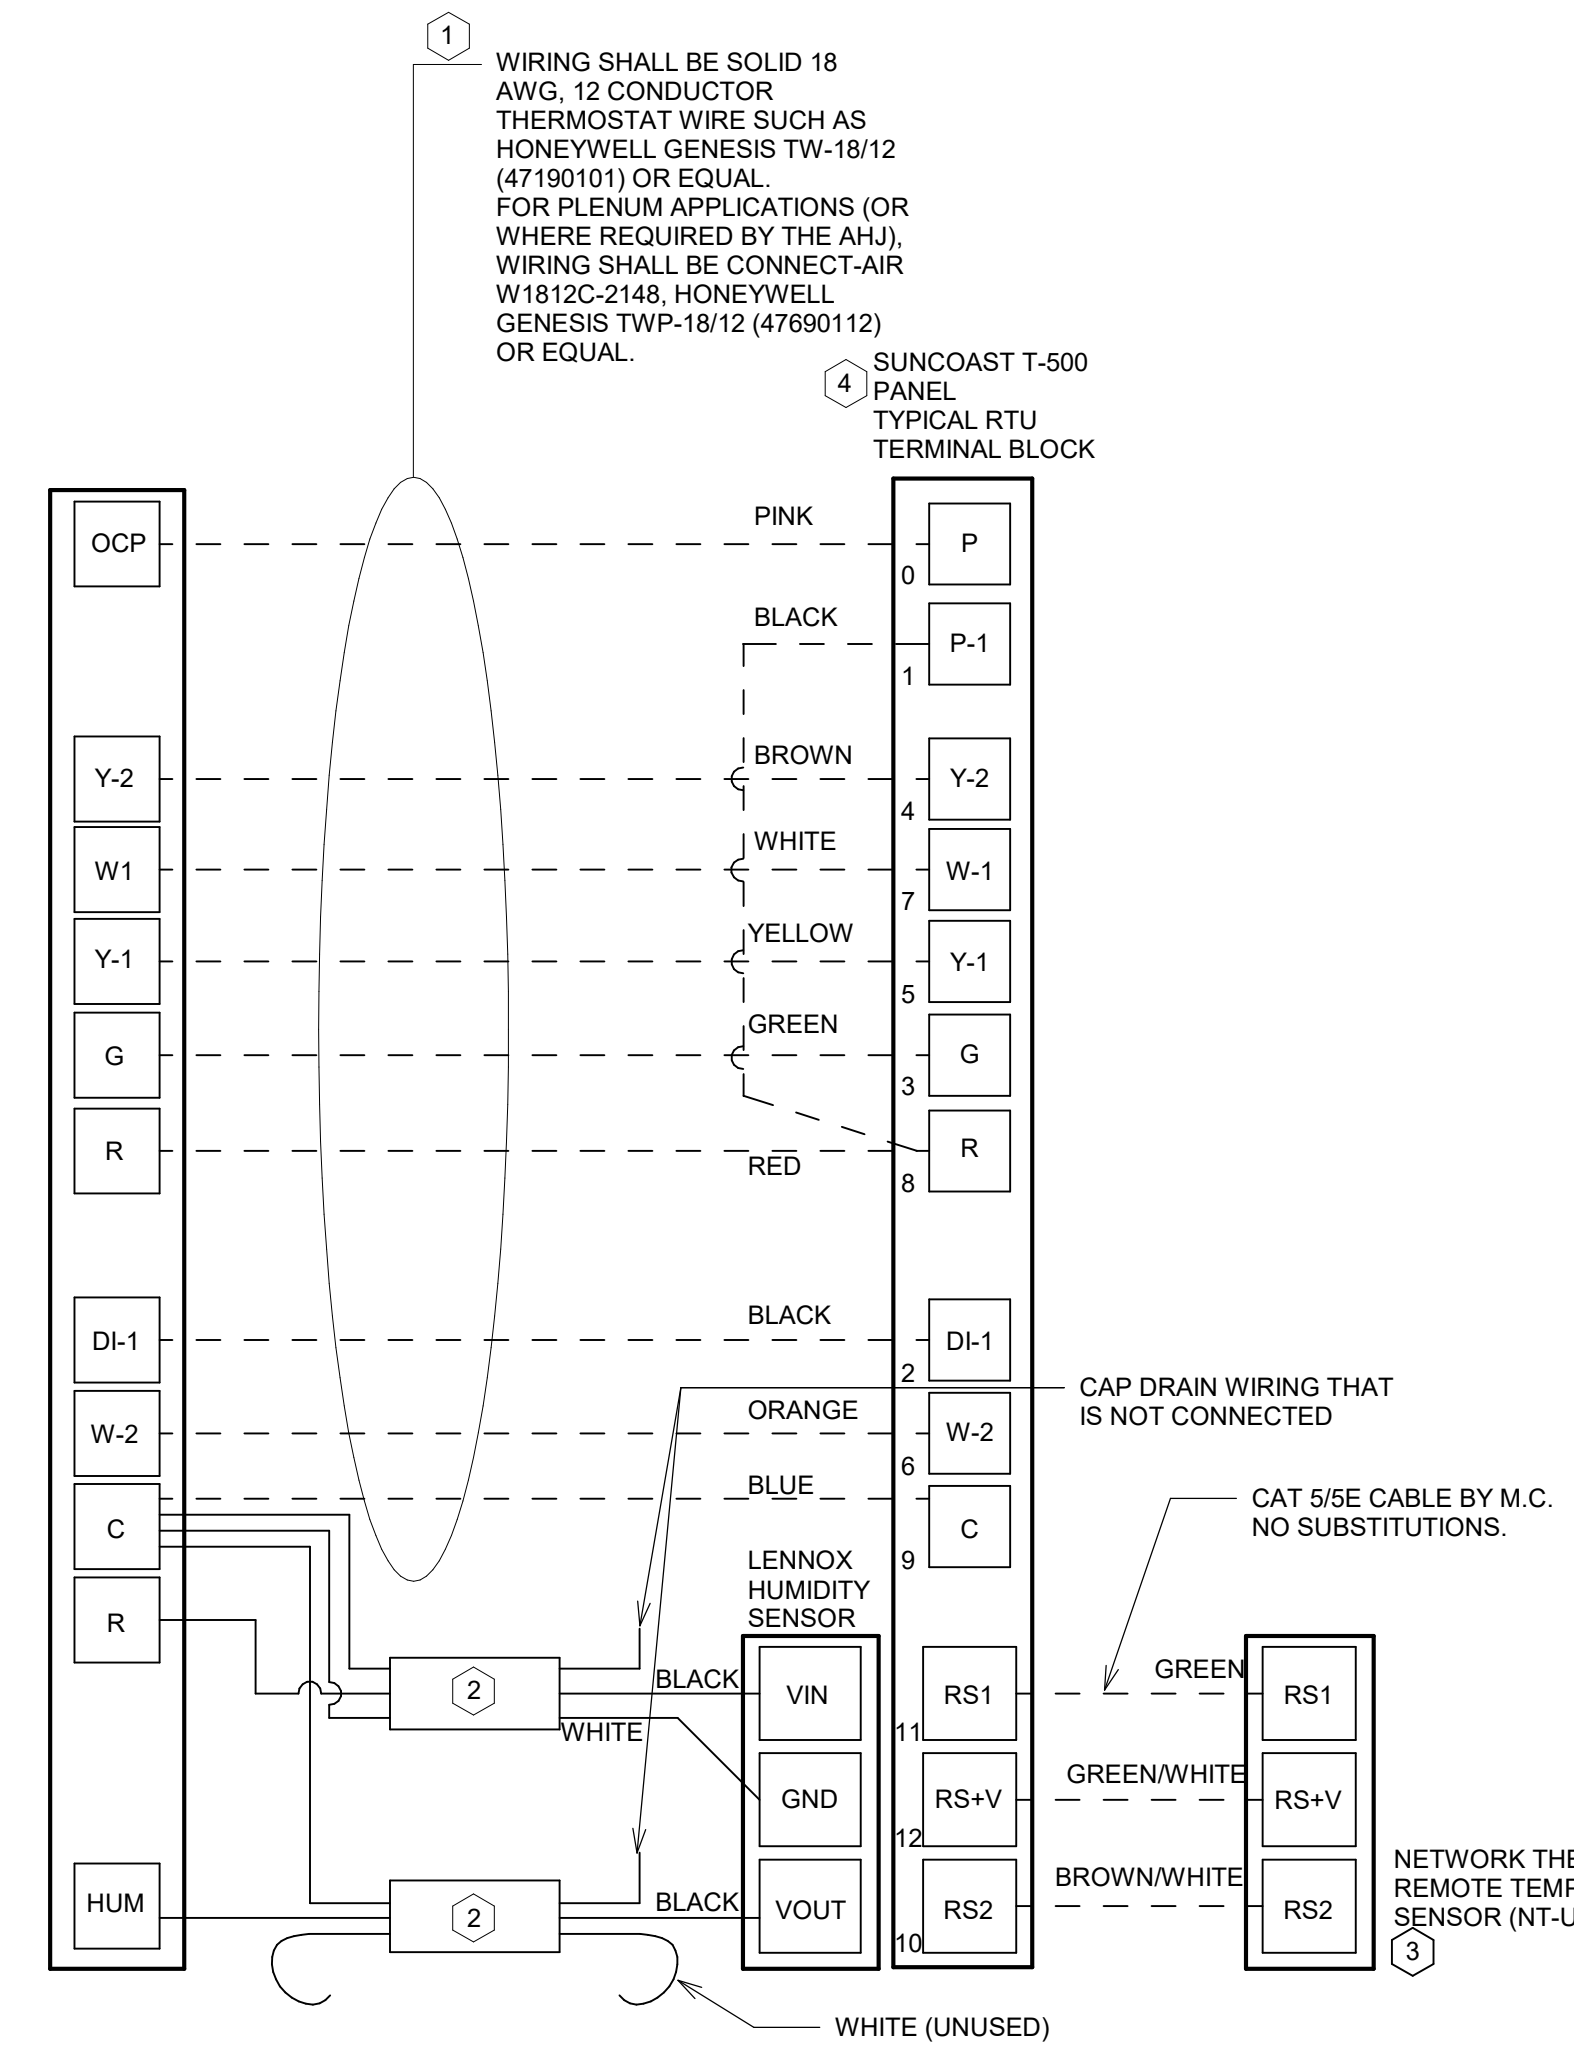 1
WIRING SHALL BE SOLID 18
AWG, 12 CONDUCTOR
THERMOSTAT WIRE SUCH AS
HONEYWELL GENESIS TW-18/12
(47190101) OR EQUAL.
FOR PLENUM APPLICATIONS (OR
WHERE REQUIRED BY THE AHJ),
WIRING SHALL BE CONNECT-AIR
W1812C-2148, HONEYWELL
GENESIS TWP-18/12 (47690112)
OR EQUAL.
4
SUNCOAST T-500
PANEL
TYPICAL RTU
TERMINAL BLOCK
OCP
PINK
P
0
BLACK
P-1
1
Y-2
BROWN
Y-2
4
W1
WHITE
W-1
7
Y-1
YELLOW
Y-1
5
G
GREEN
G
3
R
RED
R
8
DI-1
BLACK
DI-1
2
CAP DRAIN WIRING THAT
IS NOT CONNECTED
W-2
ORANGE
W-2
6
C
BLUE
C
9
CAT 5/5E CABLE BY M.C.
NO SUBSTITUTIONS.
LENNOX
HUMIDITY
SENSOR
R
2
BLACK
VIN
RS1
11
GREEN
RS1
WHITE
GND
RS+V
12
GREEN/WHITE
RS+V
HUM
2
BLACK
VOUT
RS2
10
BROWN/WHITE
RS2
NETWORK
REMOTE
SENSOR
3
WHITE (UNUSED)